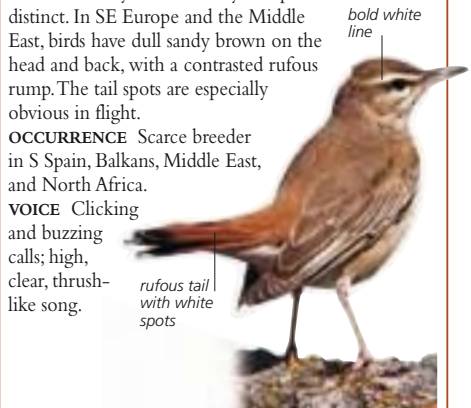 distinct. In SE Europe and the Middle
East, birds have dull sandy brown on the
head and back, with a contrasted rufous
rump. The tail spots are especially
obvious in flight.
OCCURRENCE Scarce breeder
in S Spain, Balkans, Middle East,
and North Africa.
VOICE Clicking
and buzzing
calls; high,
clear, thrush-
like song.
bold white
line
rufous tail
with white
spots